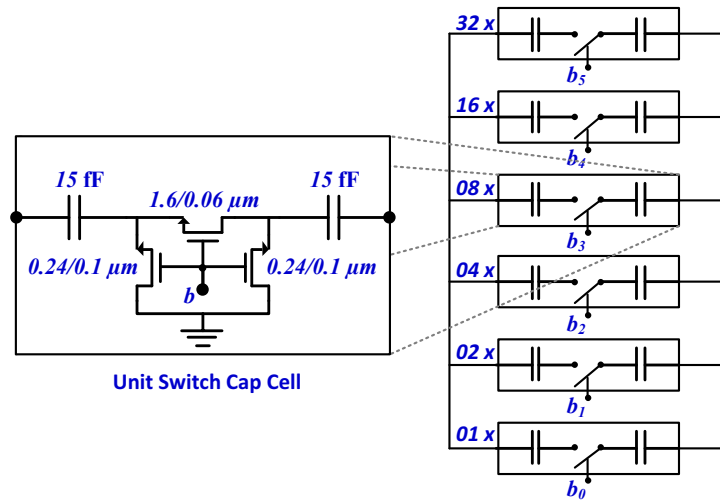 15 fF
15 fF
1.6/0.06 µm
0.24/0.1 µm
0.24/0.1 µm
b
Unit Switch Cap Cell
32 x
b5
16 x
b4
08 x
b3
04 x
b2
02 x
b1
01 x
b0